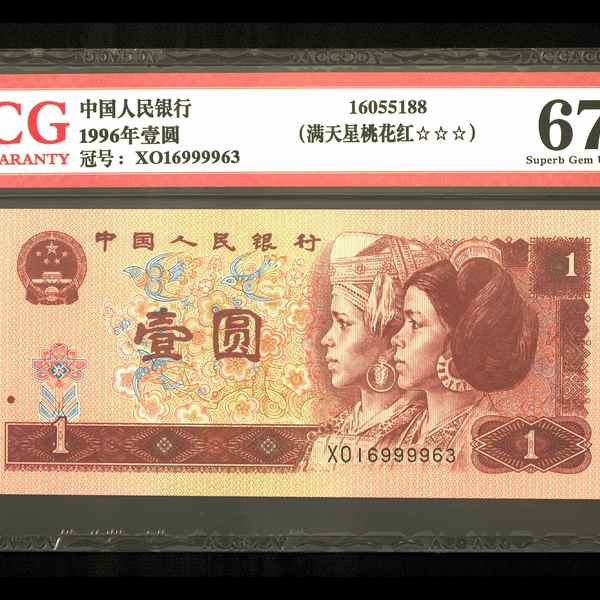 CG
中国人民银行
1996年壹圆
冠号：XO16999963
16055188
（满天星桃花红☆☆☆）
67
Superb Gem U
ARANTY
中国人民银行
壹圆
1
1
1
XO16999963